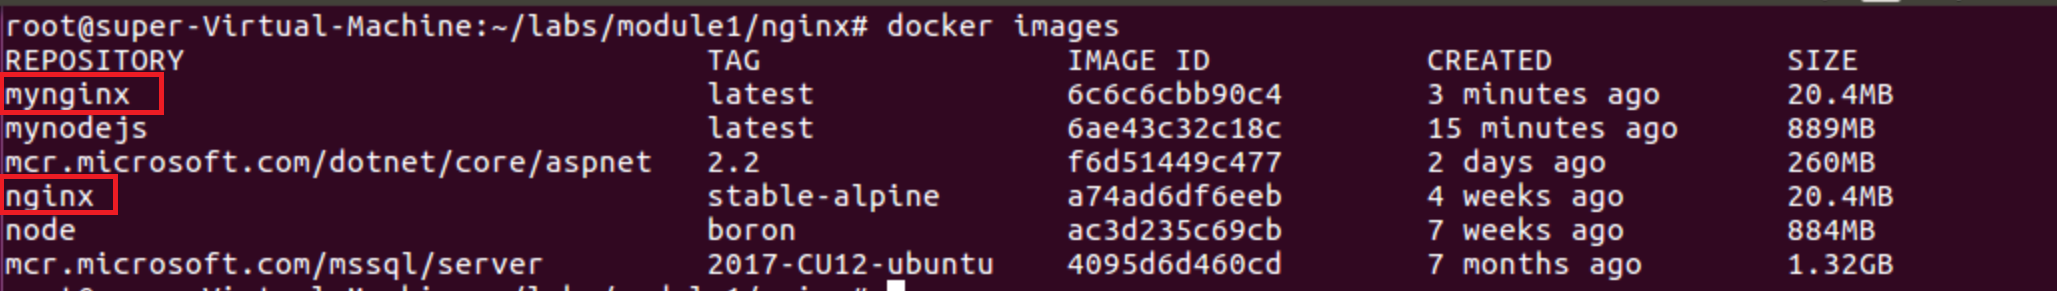 root@super-Virtual-Machine:~/labs/module1/nginx# docker images
REPOSITORY TAG IMAGE ID CREATED SIZE
mynginx latest 6c6c6cbb90c4 3 minutes ago 20.4MB
mynodejs latest 6ae43c32c18c 15 minutes ago 889MB
mcr.microsoft.com/dotnet/core/aspnet 2.2 f6d51449c477 2 days ago 260MB
nginx stable-alpine a74ad6df6eeb 4 weeks ago 20.4MB
node boron ac3d235c69cb 7 weeks ago 884MB
mcr.microsoft.com/mssql/server 2017-CU12-ubuntu 4095d6d460cd 7 months ago 1.32GB